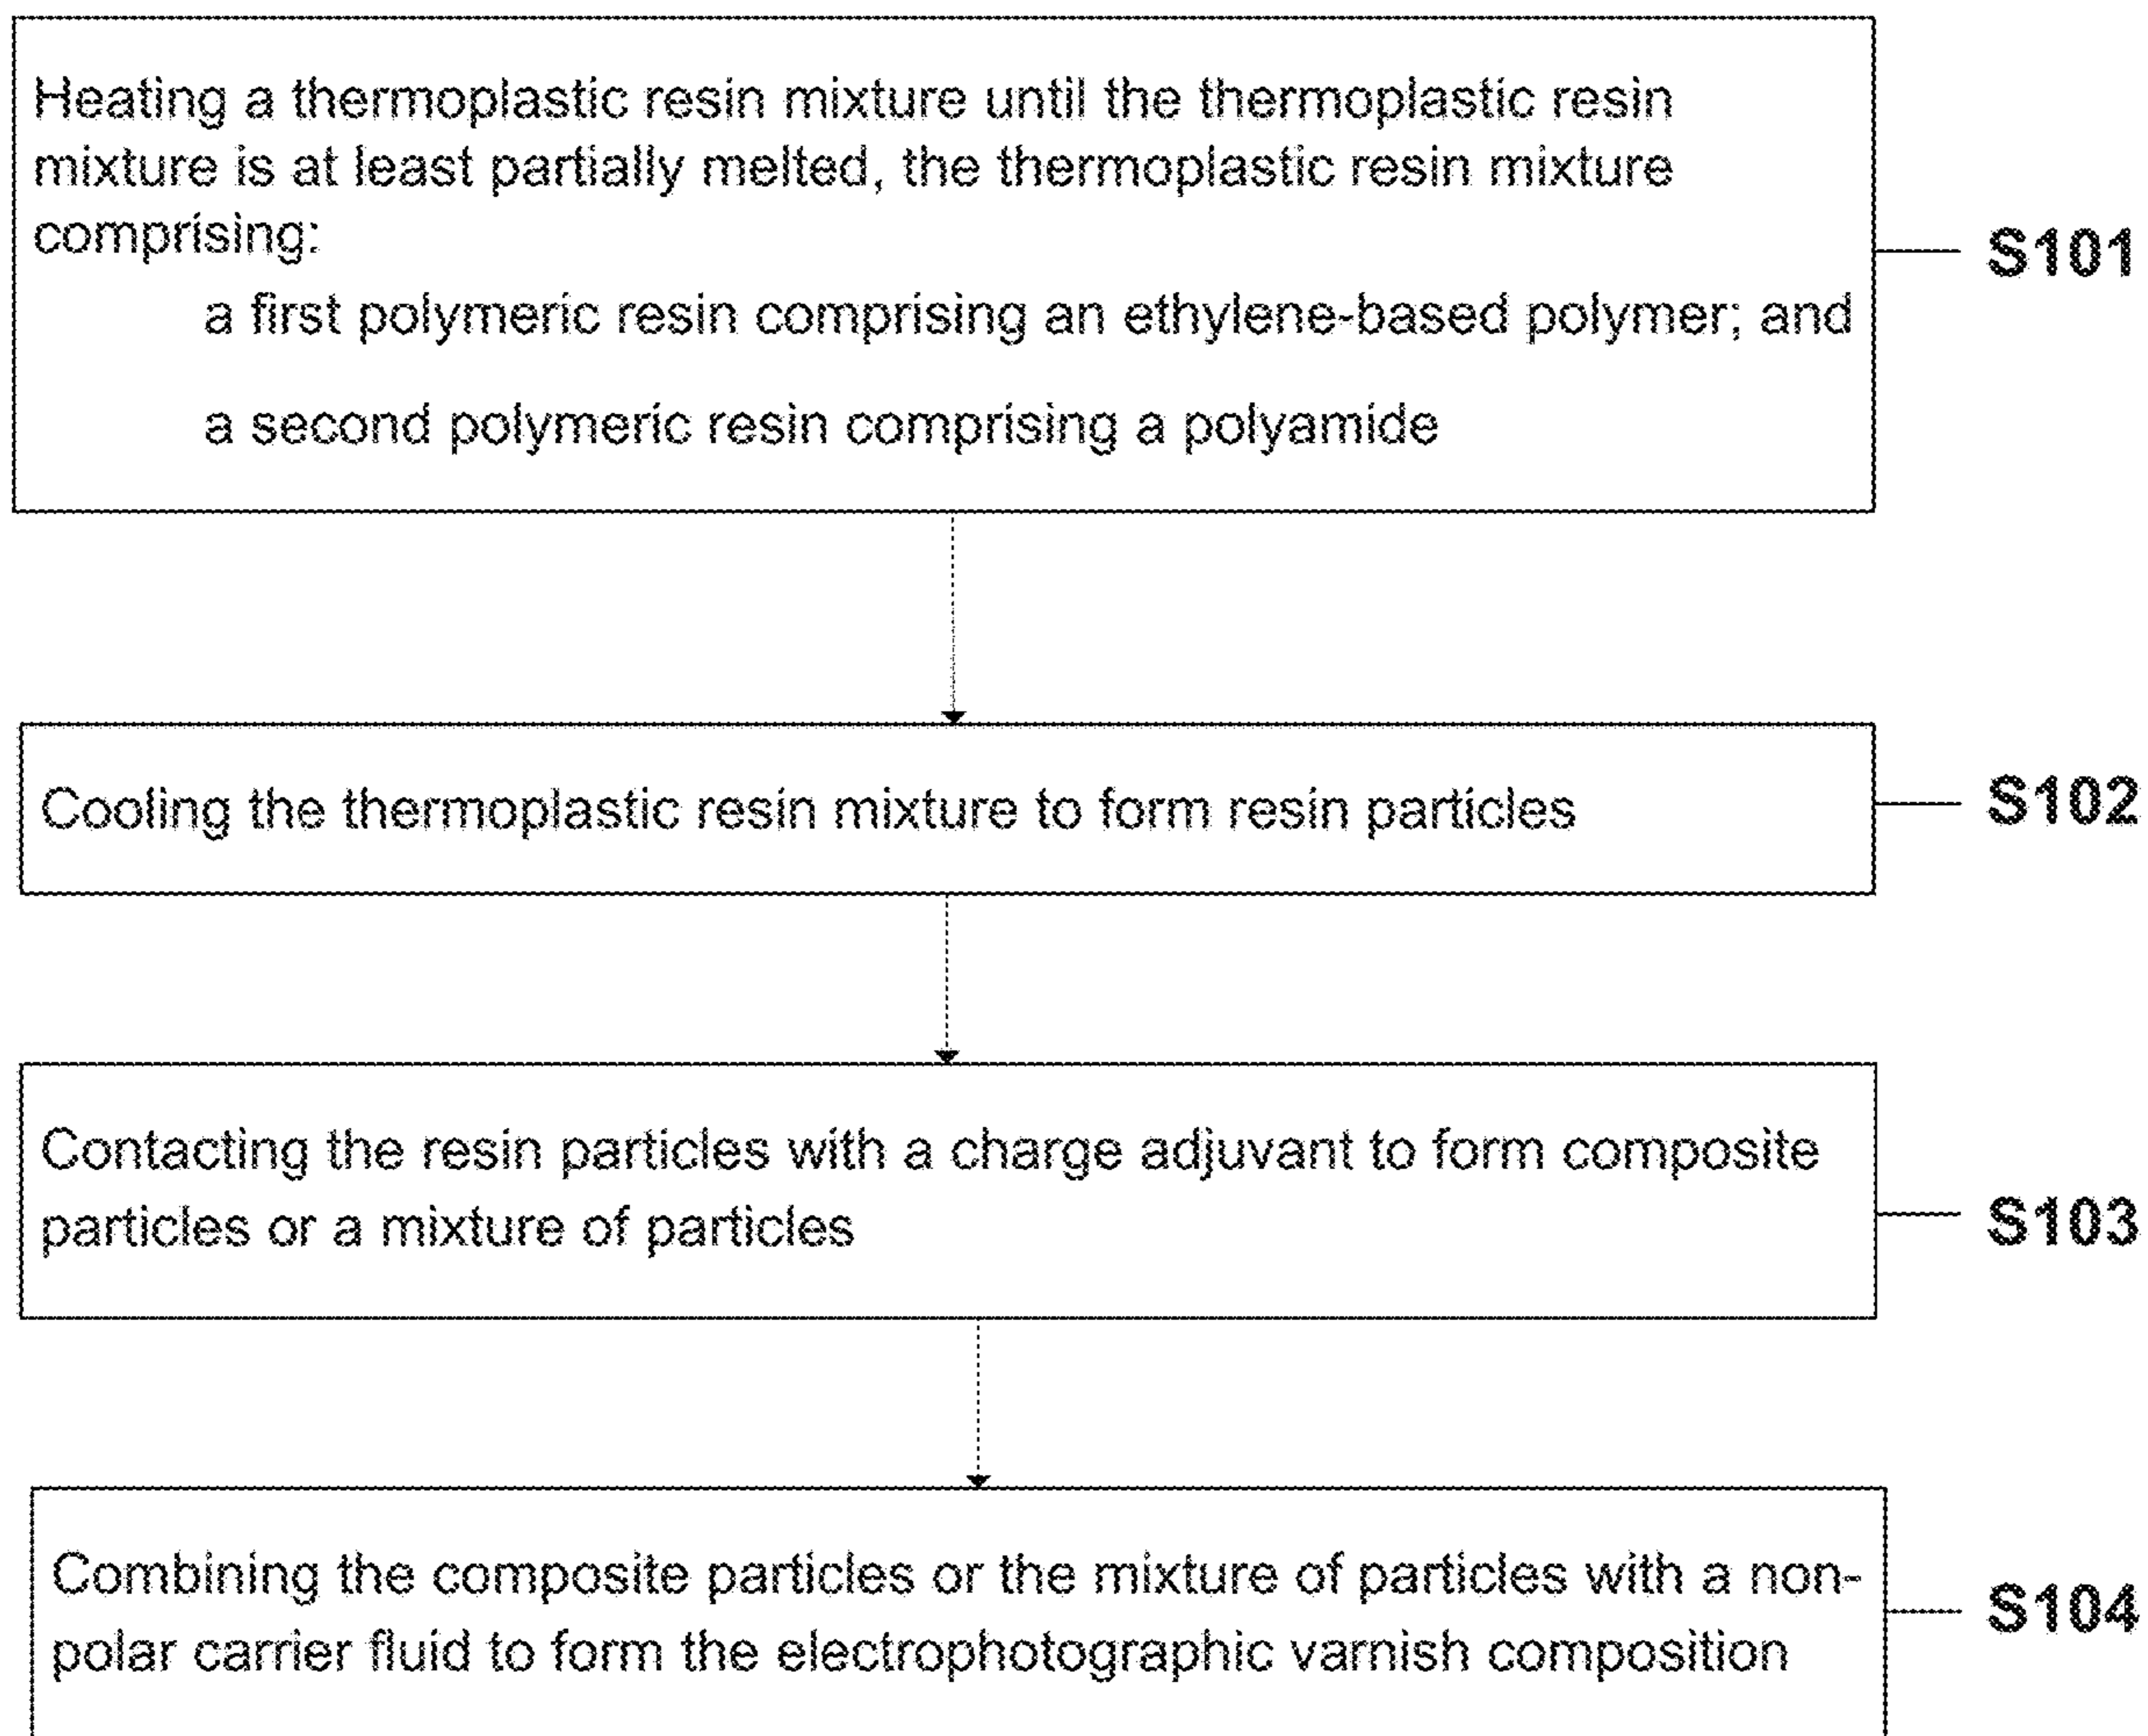 Heating a thermoplastic resin mixture until the thermoplastic resin
mixture is at least partially melted, the thermoplastic resin mixture
comprising:
a first polymeric resin comprising an ethylene-based polymer; and
a second polymeric resin comprising a polyamide
S101
Cooling the thermoplastic resin mixture to form resin particles
S102
Contacting the resin particles with a charge adjuvant to form composite
particles or a mixture of particles
S103
Combining the composite particles or the mixture of particles with a non-
polar carrier fluid to form the electrophotographic varnish composition
S104